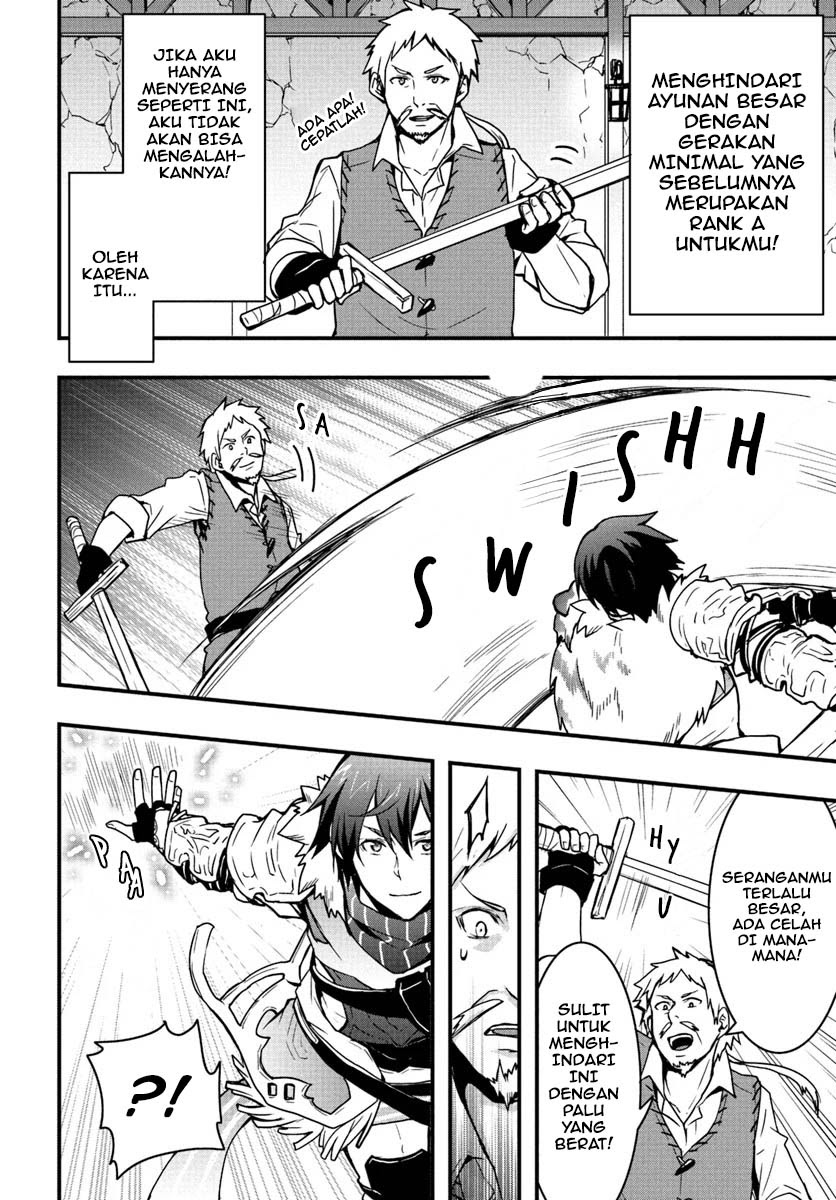 MENGHINDARI
AYUNAN BESAR
DENGAN
GERAKAN
MINIMAL YANG
SEBELUMNYA
MERUPAKAN
RANK A
UNTUKMU!
ADA APA!
CEPATLAH!
JIKA AKU
HANYA
MENYERANG
SEPERTI INI,
AKU TIDAK
AKAN BISA
MENGALAH-
KANNYA!
OLEH
KARENA
ITU...
SWISHH
SA
SERANGANMU
TERLALU
BESAR,
ADA CELAH
DI MANA-
MANA!
HYU
SULIT
UNTUK
MENGH-
INDARI
INI
DENGAN
PALU
YANG
BERAT!
PAA
?!